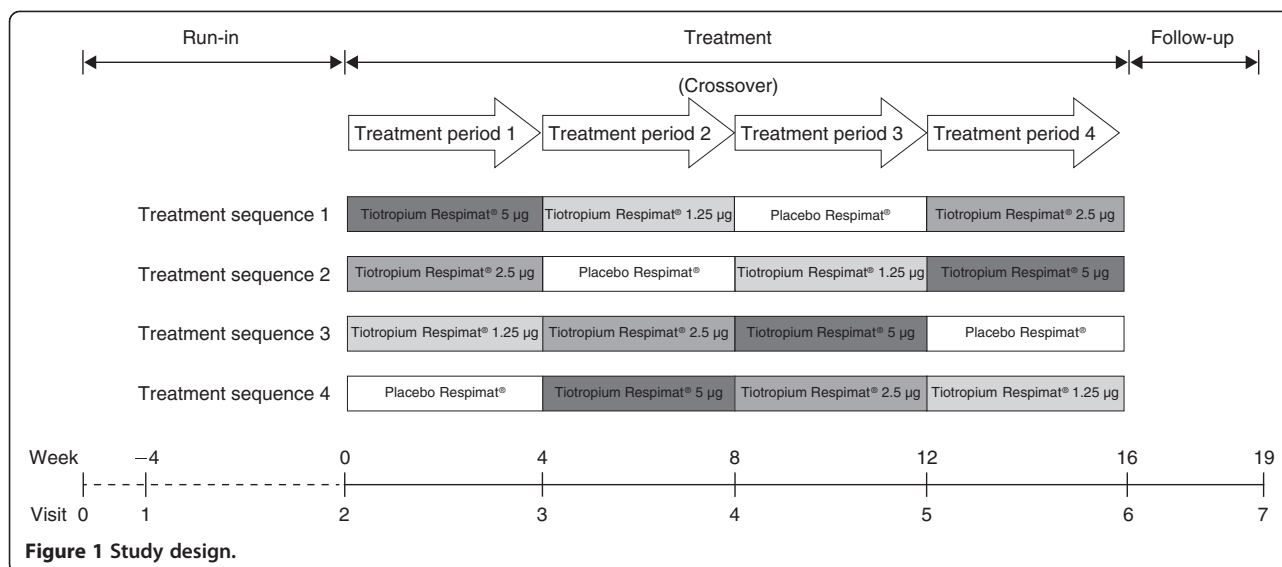 Run-in Treatment Follow-up
(Crossover)
Treatment period 1 Treatment period 2 Treatment period 3 Treatment period 4
Treatment sequence 1 Tiotropium Respimat® 5 µg Tiotropium Respimat® 1.25 µg Placebo Respimat® Tiotropium Respimat® 2.5 µg
Treatment sequence 2 Tiotropium Respimat® 2.5 µg Placebo Respimat® Tiotropium Respimat® 1.25 µg Tiotropium Respimat® 5 µg
Treatment sequence 3 Tiotropium Respimat® 1.25 µg Tiotropium Respimat® 2.5 µg Tiotropium Respimat® 5 µg Placebo Respimat®
Treatment sequence 4 Placebo Respimat® Tiotropium Respimat® 5 µg Tiotropium Respimat® 2.5 µg Tiotropium Respimat® 1.25 µg
Week −4 0 4 8 12 16 19
Visit 0 1 2 3 4 5 6 7
Figure 1 Study design.